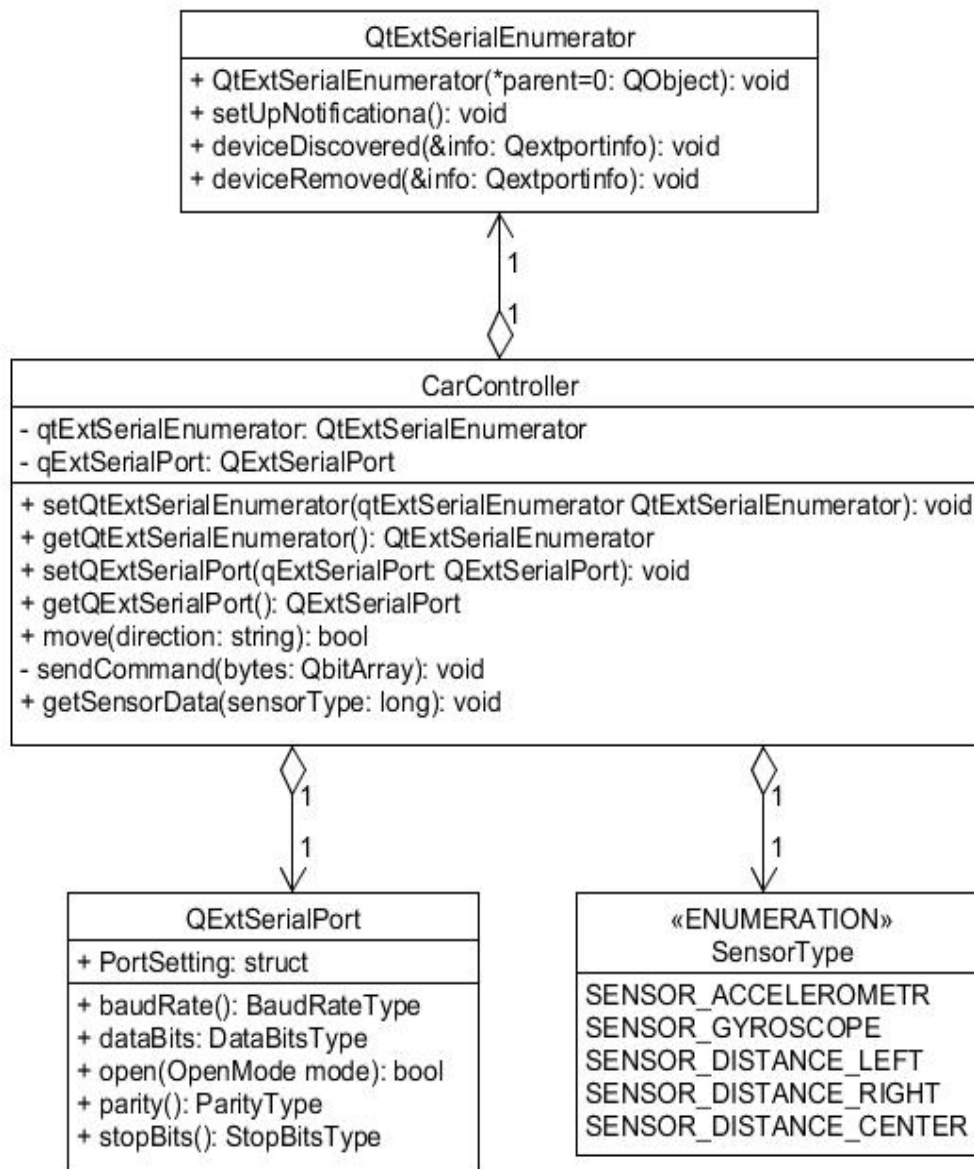 QtExtSerialEnumerator
+ QtExtSerialEnumerator(*parent=0: QObject): void
+ setUpNotificationa(): void
+ deviceDiscovered(&info: Qextportinfo): void
+ deviceRemoved(&info: Qextportinfo): void
1
1
CarController
- qtExtSerialEnumerator: QtExtSerialEnumerator
- qExtSerialPort: QExtSerialPort
+ setQtExtSerialEnumerator(qtExtSerialEnumerator QtExtSerialEnumerator): void
+ getQtExtSerialEnumerator(): QtExtSerialEnumerator
+ setQExtSerialPort(qExtSerialPort: QExtSerialPort): void
+ getQExtSerialPort(): QExtSerialPort
+ move(direction: string): bool
- sendCommand(bytes: QbitArray): void
+ getSensorData(sensorType: long): void
1
1
1
1
QExtSerialPort
+ PortSetting: struct
+ baudRate(): BaudRateType
+ dataBits: DataBitsType
+ open(OpenMode mode): bool
+ parity(): ParityType
+ stopBits(): StopBitsType
«ENUMERATION»
SensorType
SENSOR_ACCELEROMETR
SENSOR_GYROSCOPE
SENSOR_DISTANCE_LEFT
SENSOR_DISTANCE_RIGHT
SENSOR_DISTANCE_CENTER